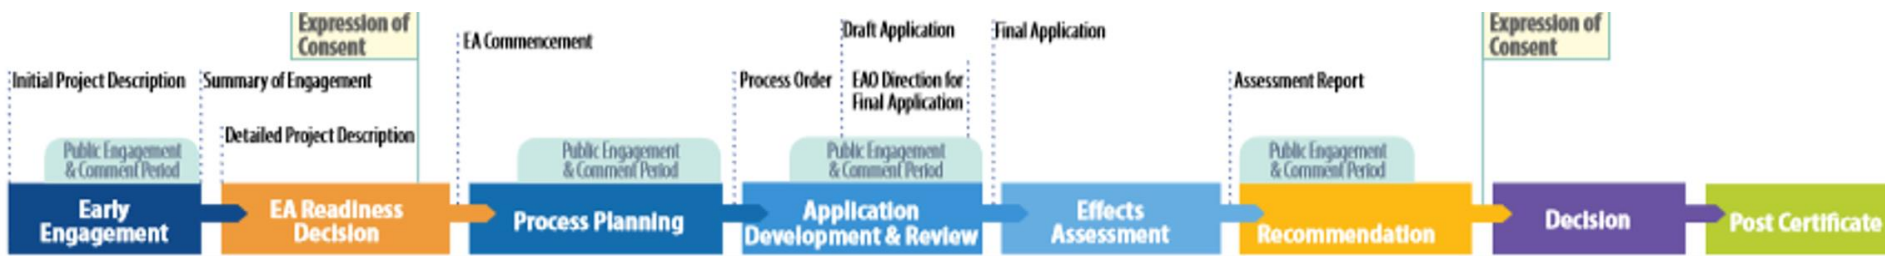 Expression of
Consent
Initial Project Description
Summary of Engagement
Detailed Project Description
EA Commencement
Process Order
Draft Application
EAO Direction for
Final Application
Final Application
Assessment Report
Expression of
Consent
Public Engagement
& Comment Period
Public Engagement
& Comment Period
Public Engagement
& Comment Period
Public Engagement
& Comment Period
Early
Engagement
EA Readiness
Decision
Process Planning
Application
Development & Review
Effects
Assessment
Recommendation
Decision
Post Certificate